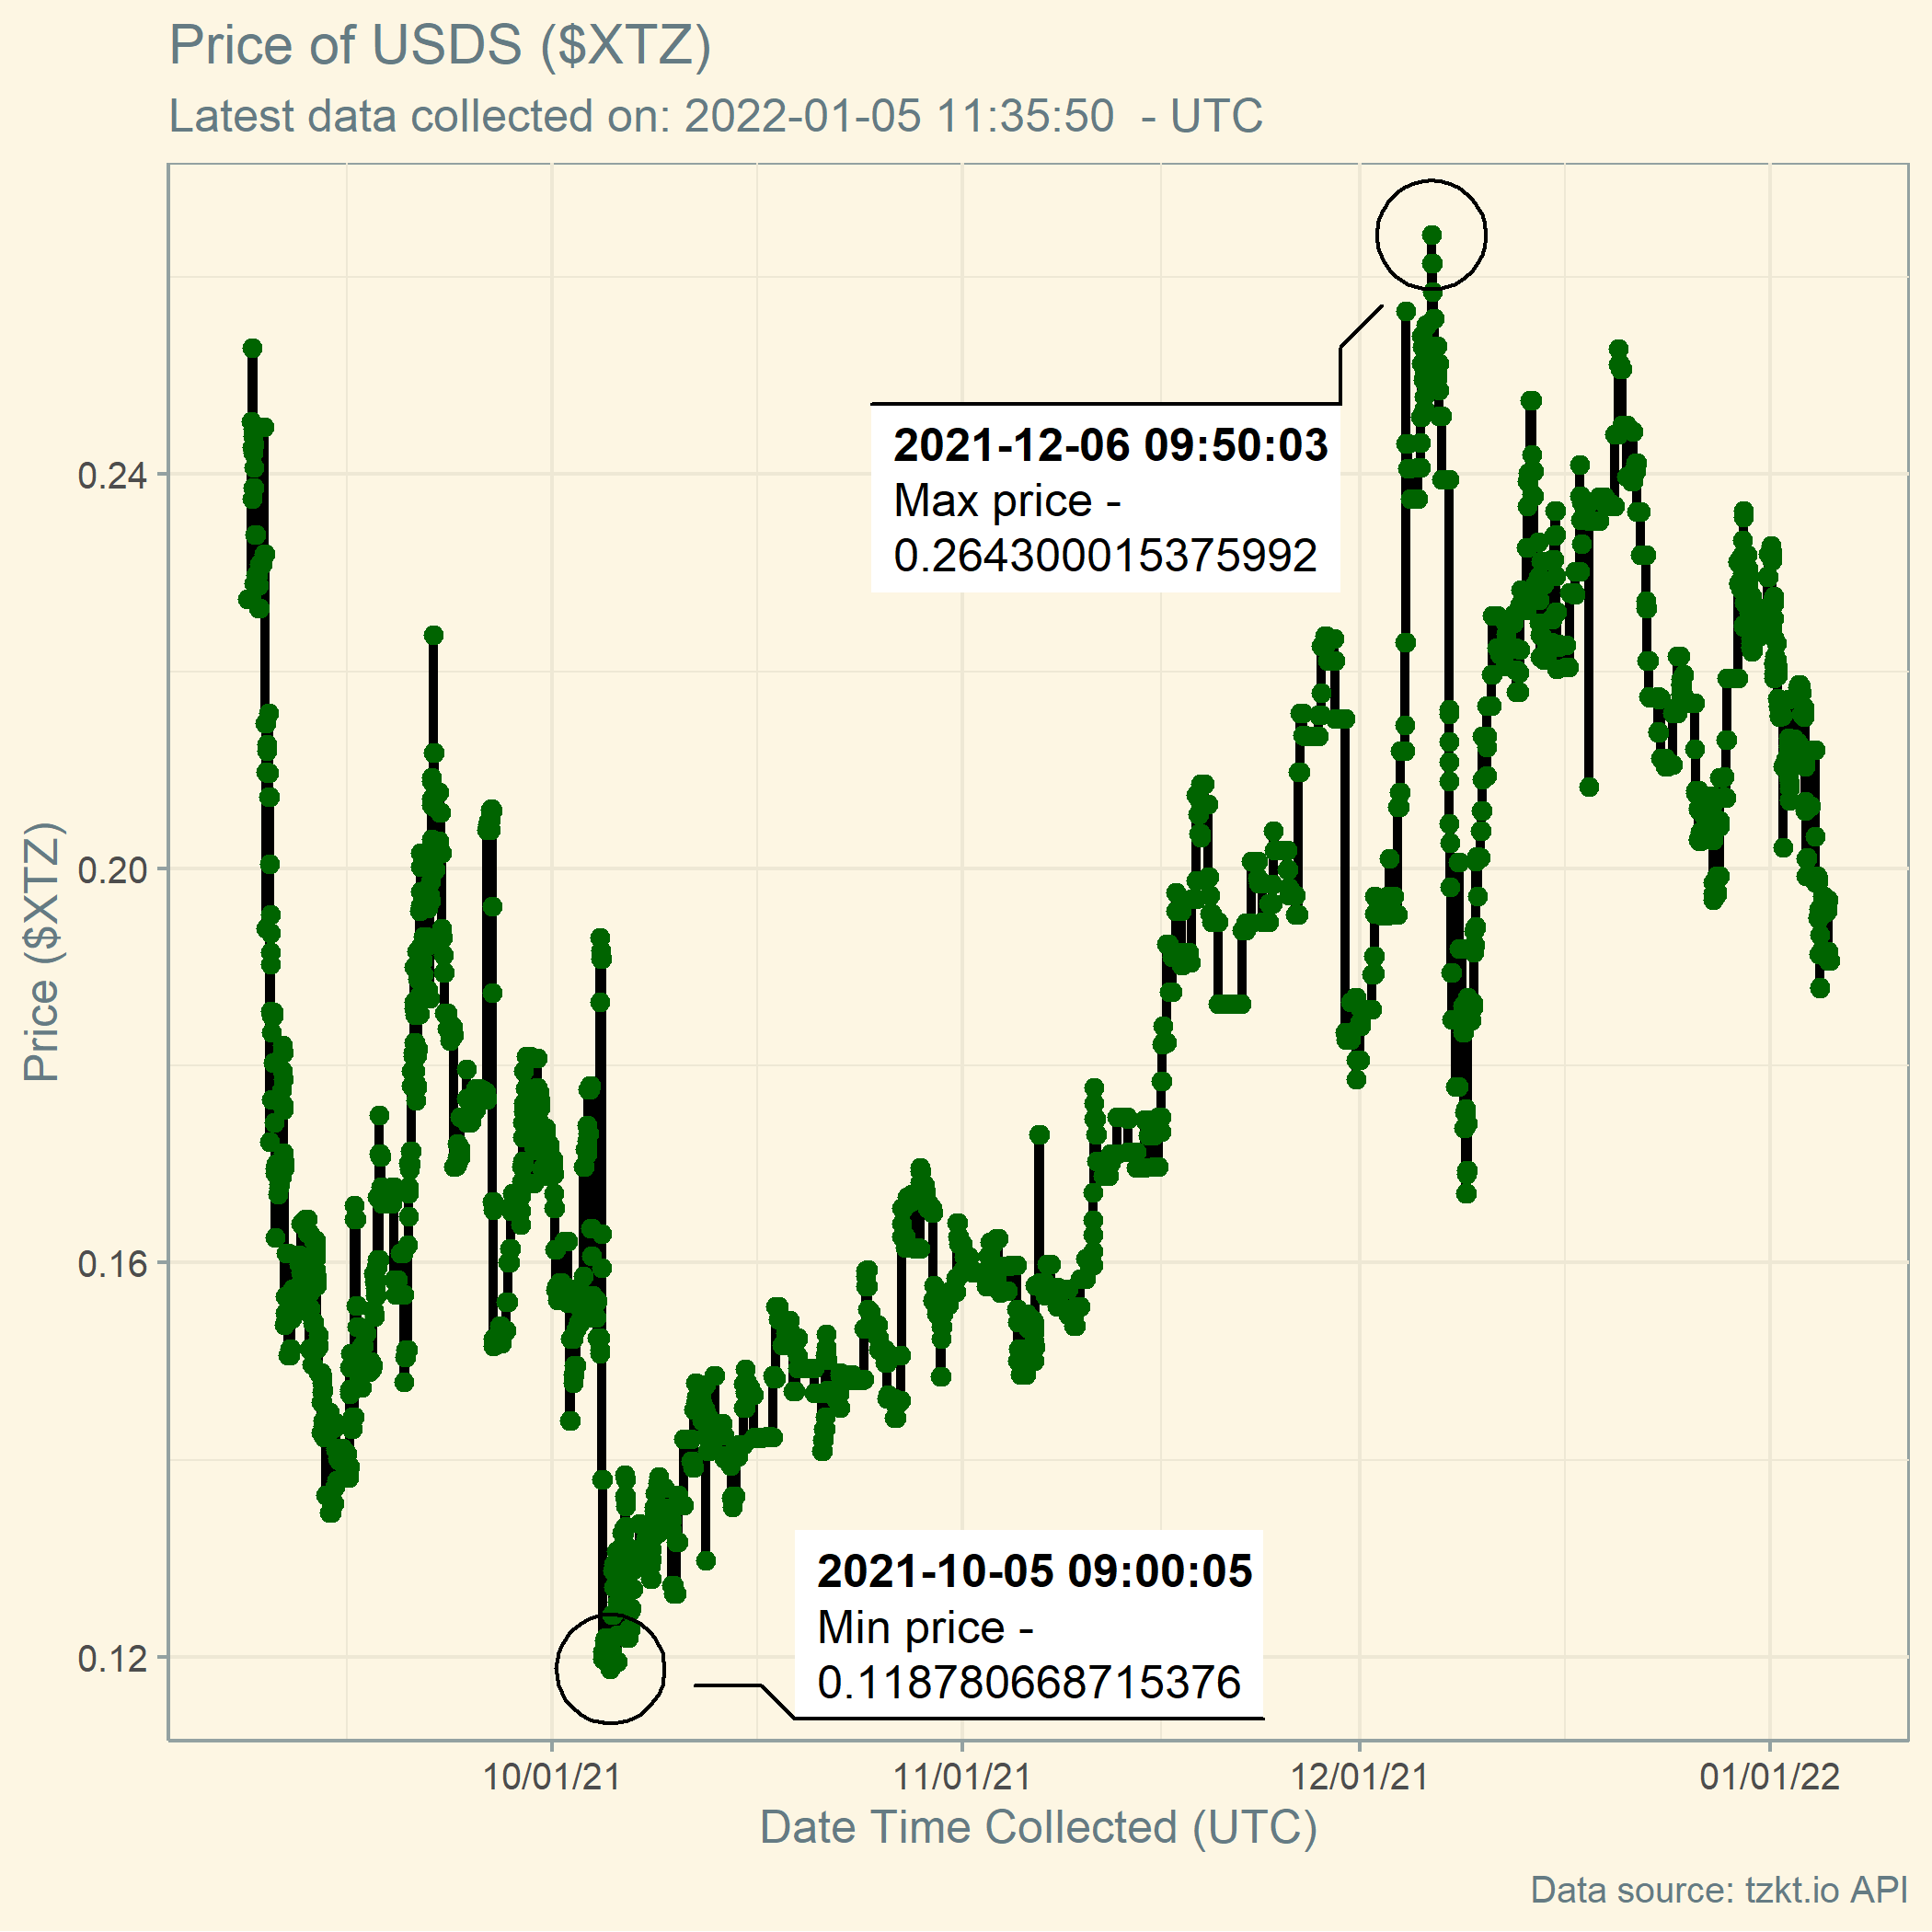 Price of USDS ($XTZ)
Latest data collected on: 2022-01-05 11:35:50  - UTC
2021-12-06 09:50:03
Max price -
0.264300015375992
0.24
0.20
0.16
0.12
Price ($XTZ)
2021-10-05 09:00:05
Min price -
0.118780668715376
10/01/21
11/01/21
12/01/21
01/01/22
Date Time Collected (UTC)
Data source: tzkt.io API